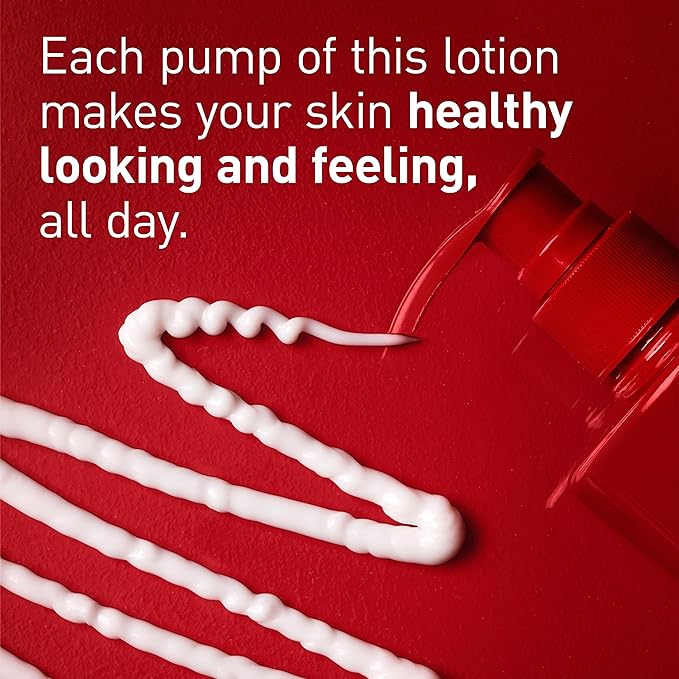 Each pump of this lotion
makes your skin healthy
looking and feeling,
all day.